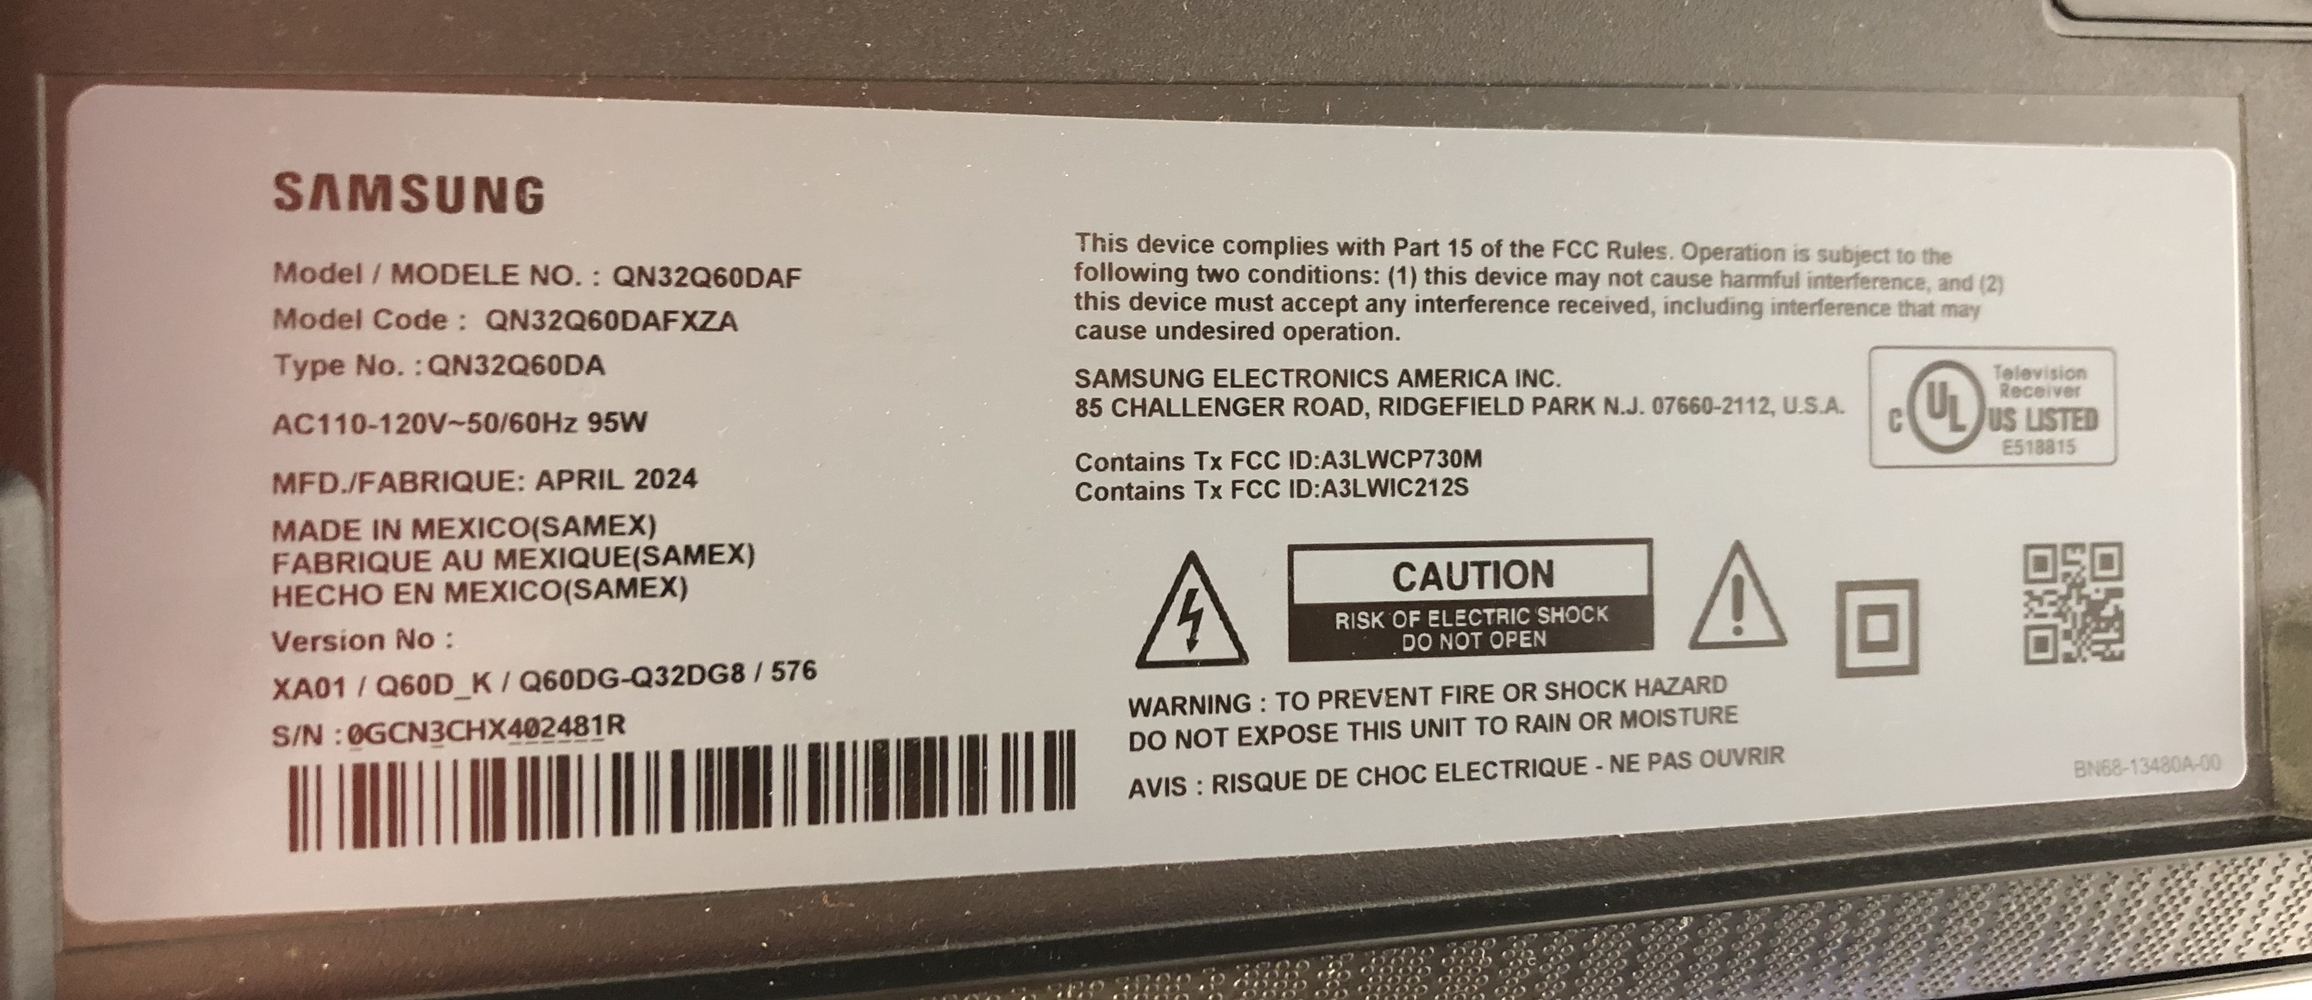 SAMSUNG
Model / MODELE NO. : QN32Q60DAF
Model Code : QN32Q60DAFXZA
Type No. : QN32Q60DA
AC110-120V~50/60Hz 95W
MFD./FABRIQUE: APRIL 2024
MADE IN MEXICO(SAMEX)
FABRIQUE AU MEXIQUE(SAMEX)
HECHO EN MEXICO(SAMEX)
Version No :
XA01 / Q60D_K / Q60DG-Q32DG8 / 576
S/N : 0GCN3CHX402481R
This device complies with Part 15 of the FCC Rules. Operation is subject to the
following two conditions: (1) this device may not cause harmful interference, and (2)
this device must accept any interference received, including interference that may
cause undesired operation.
SAMSUNG ELECTRONICS AMERICA INC.
85 CHALLENGER ROAD, RIDGEFIELD PARK N.J. 07660-2112, U.S.A.
C UL
Television
Receiver
US LISTED
E518815
Contains Tx FCC ID:A3LWCP730M
Contains Tx FCC ID:A3LWIC212S
CAUTION
RISK OF ELECTRIC SHOCK
DO NOT OPEN
WARNING : TO PREVENT FIRE OR SHOCK HAZARD
DO NOT EXPOSE THIS UNIT TO RAIN OR MOISTURE
AVIS : RISQUE DE CHOC ELECTRIQUE - NE PAS OUVRIR
BN68-13480A-00